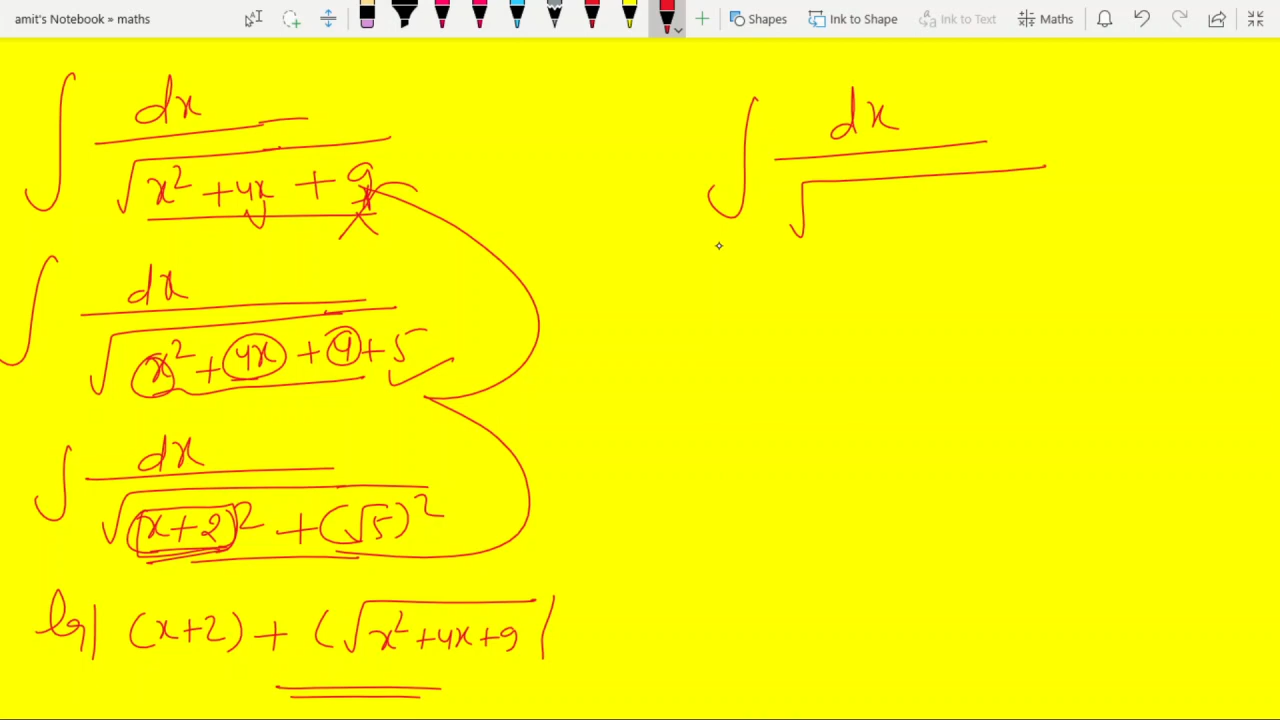 amit's Notebook » maths
Shapes
Ink to Shape
Ink to Text
Maths
∫ dx / √(x² + 4x + 9)
∫ dx / √(x² + 4x + 4 + 5)
∫ dx / √((x+2)² + (√5)²)
log| (x+2) + (√x²+4x+9 |
∫ dx / √